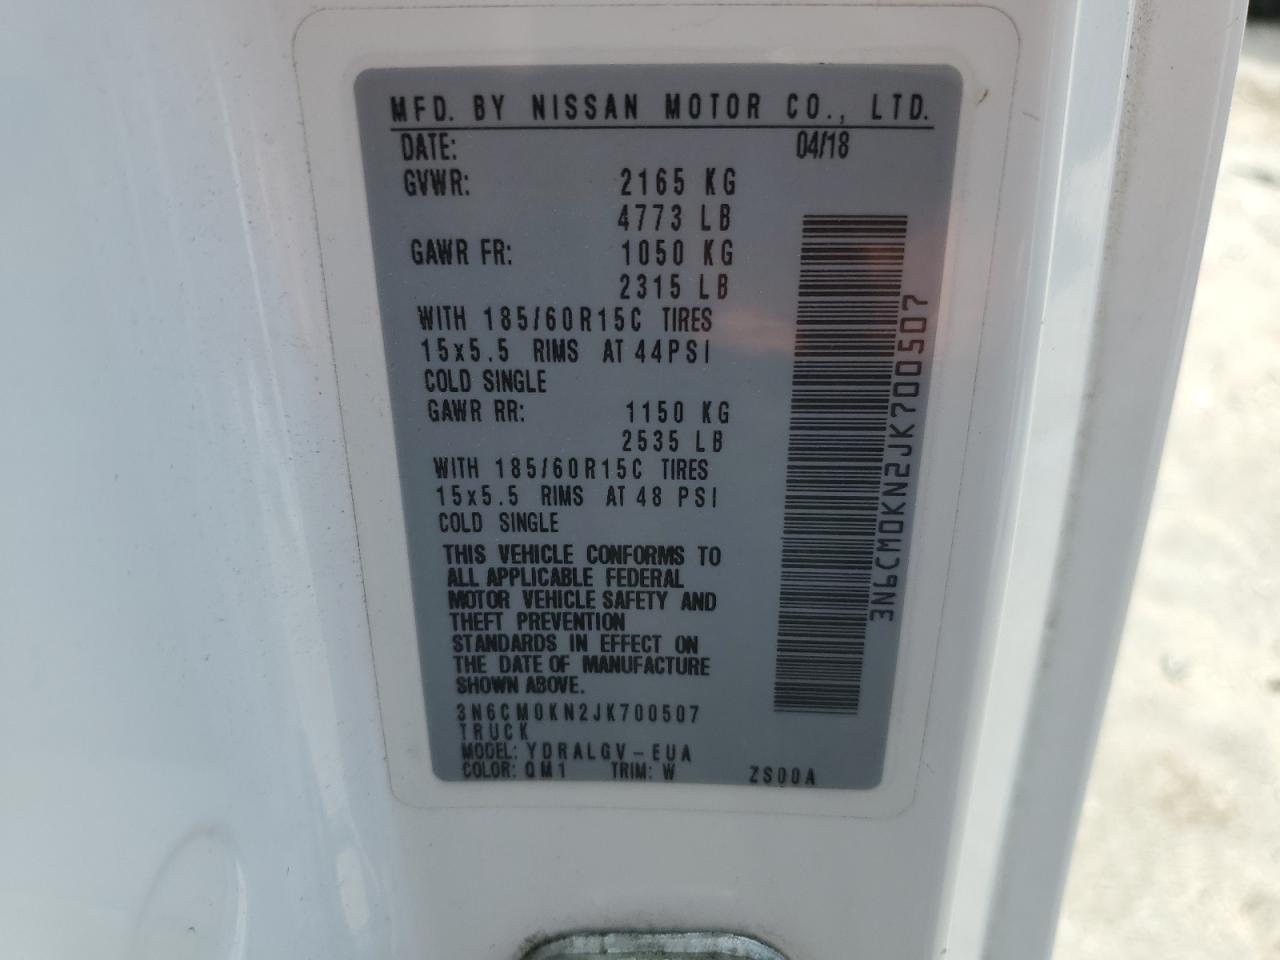 MFD. BY NISSAN MOTOR CO., LTD.
DATE: 04/18
GVWR: 2165 KG
4773 LB
GAWR FR: 1050 KG
2315 LB
WITH 185/60R15C TIRES
15x5.5 RIMS AT 44PSI
COLD SINGLE
GAWR RR: 1150 KG
2535 LB
WITH 185/60R15C TIRES
15x5.5 RIMS AT 48 PSI
COLD SINGLE
THIS VEHICLE CONFORMS TO
ALL APPLICABLE FEDERAL
MOTOR VEHICLE SAFETY AND
THEFT PREVENTION
STANDARDS IN EFFECT ON
THE DATE OF MANUFACTURE
SHOWN ABOVE.
3N6CM0KN2JK700507
TRUCK
MODEL: YDRALGV-EUA
COLOR: QM1 TRIM: W ZS00A
3N6CM0KN2JK700507